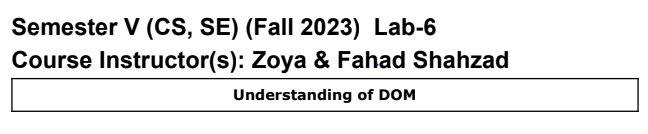 Semester V (CS, SE) (Fall 2023) Lab-6
Course Instructor(s): Zoya & Fahad Shahzad
Understanding of DOM